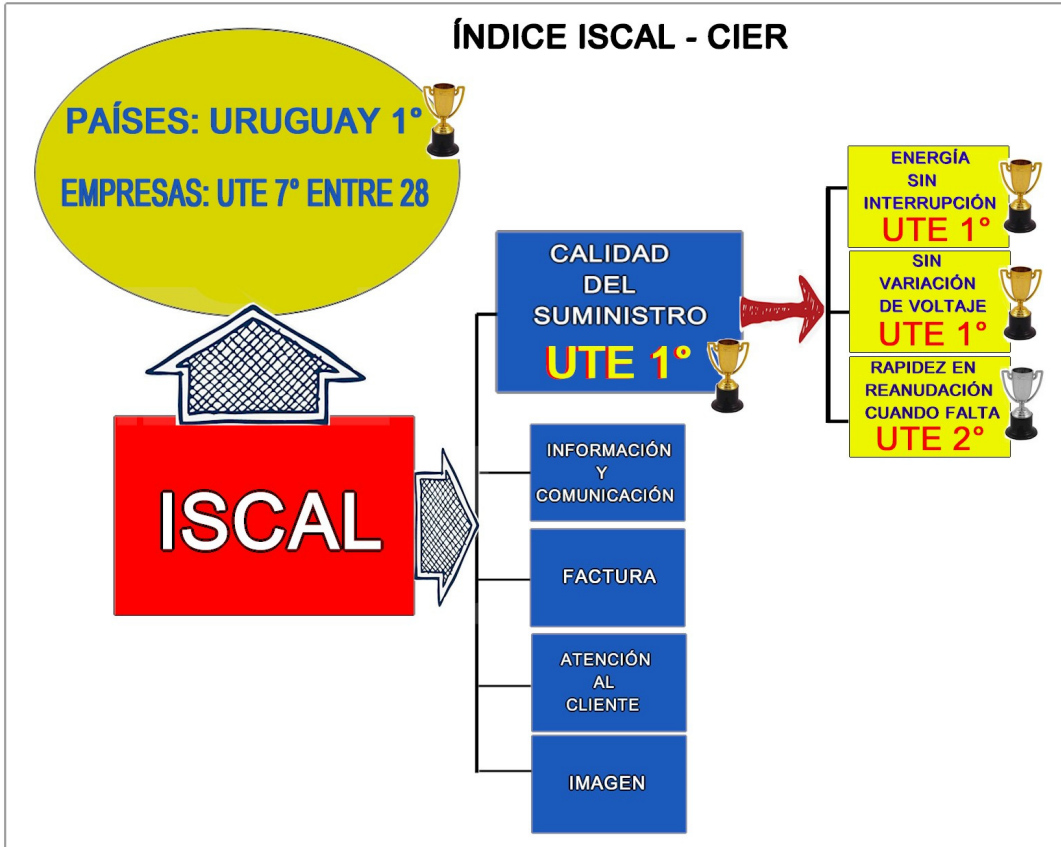 ÍNDICE ISCAL - CIER
PAÍSES: URUGUAY 1°
EMPRESAS: UTE 7° ENTRE 28
ISCAL
CALIDAD
DEL
SUMINISTRO
UTE 1°
ENERGÍA
SIN
INTERRUPCIÓN
UTE 1°
SIN
VARIACIÓN
DE VOLTAJE
UTE 1°
RAPIDEZ EN
REANUDACIÓN
CUANDO FALTA
UTE 2°
INFORMACIÓN
Y
COMUNICACIÓN
FACTURA
ATENCIÓN
AL
CLIENTE
IMAGEN